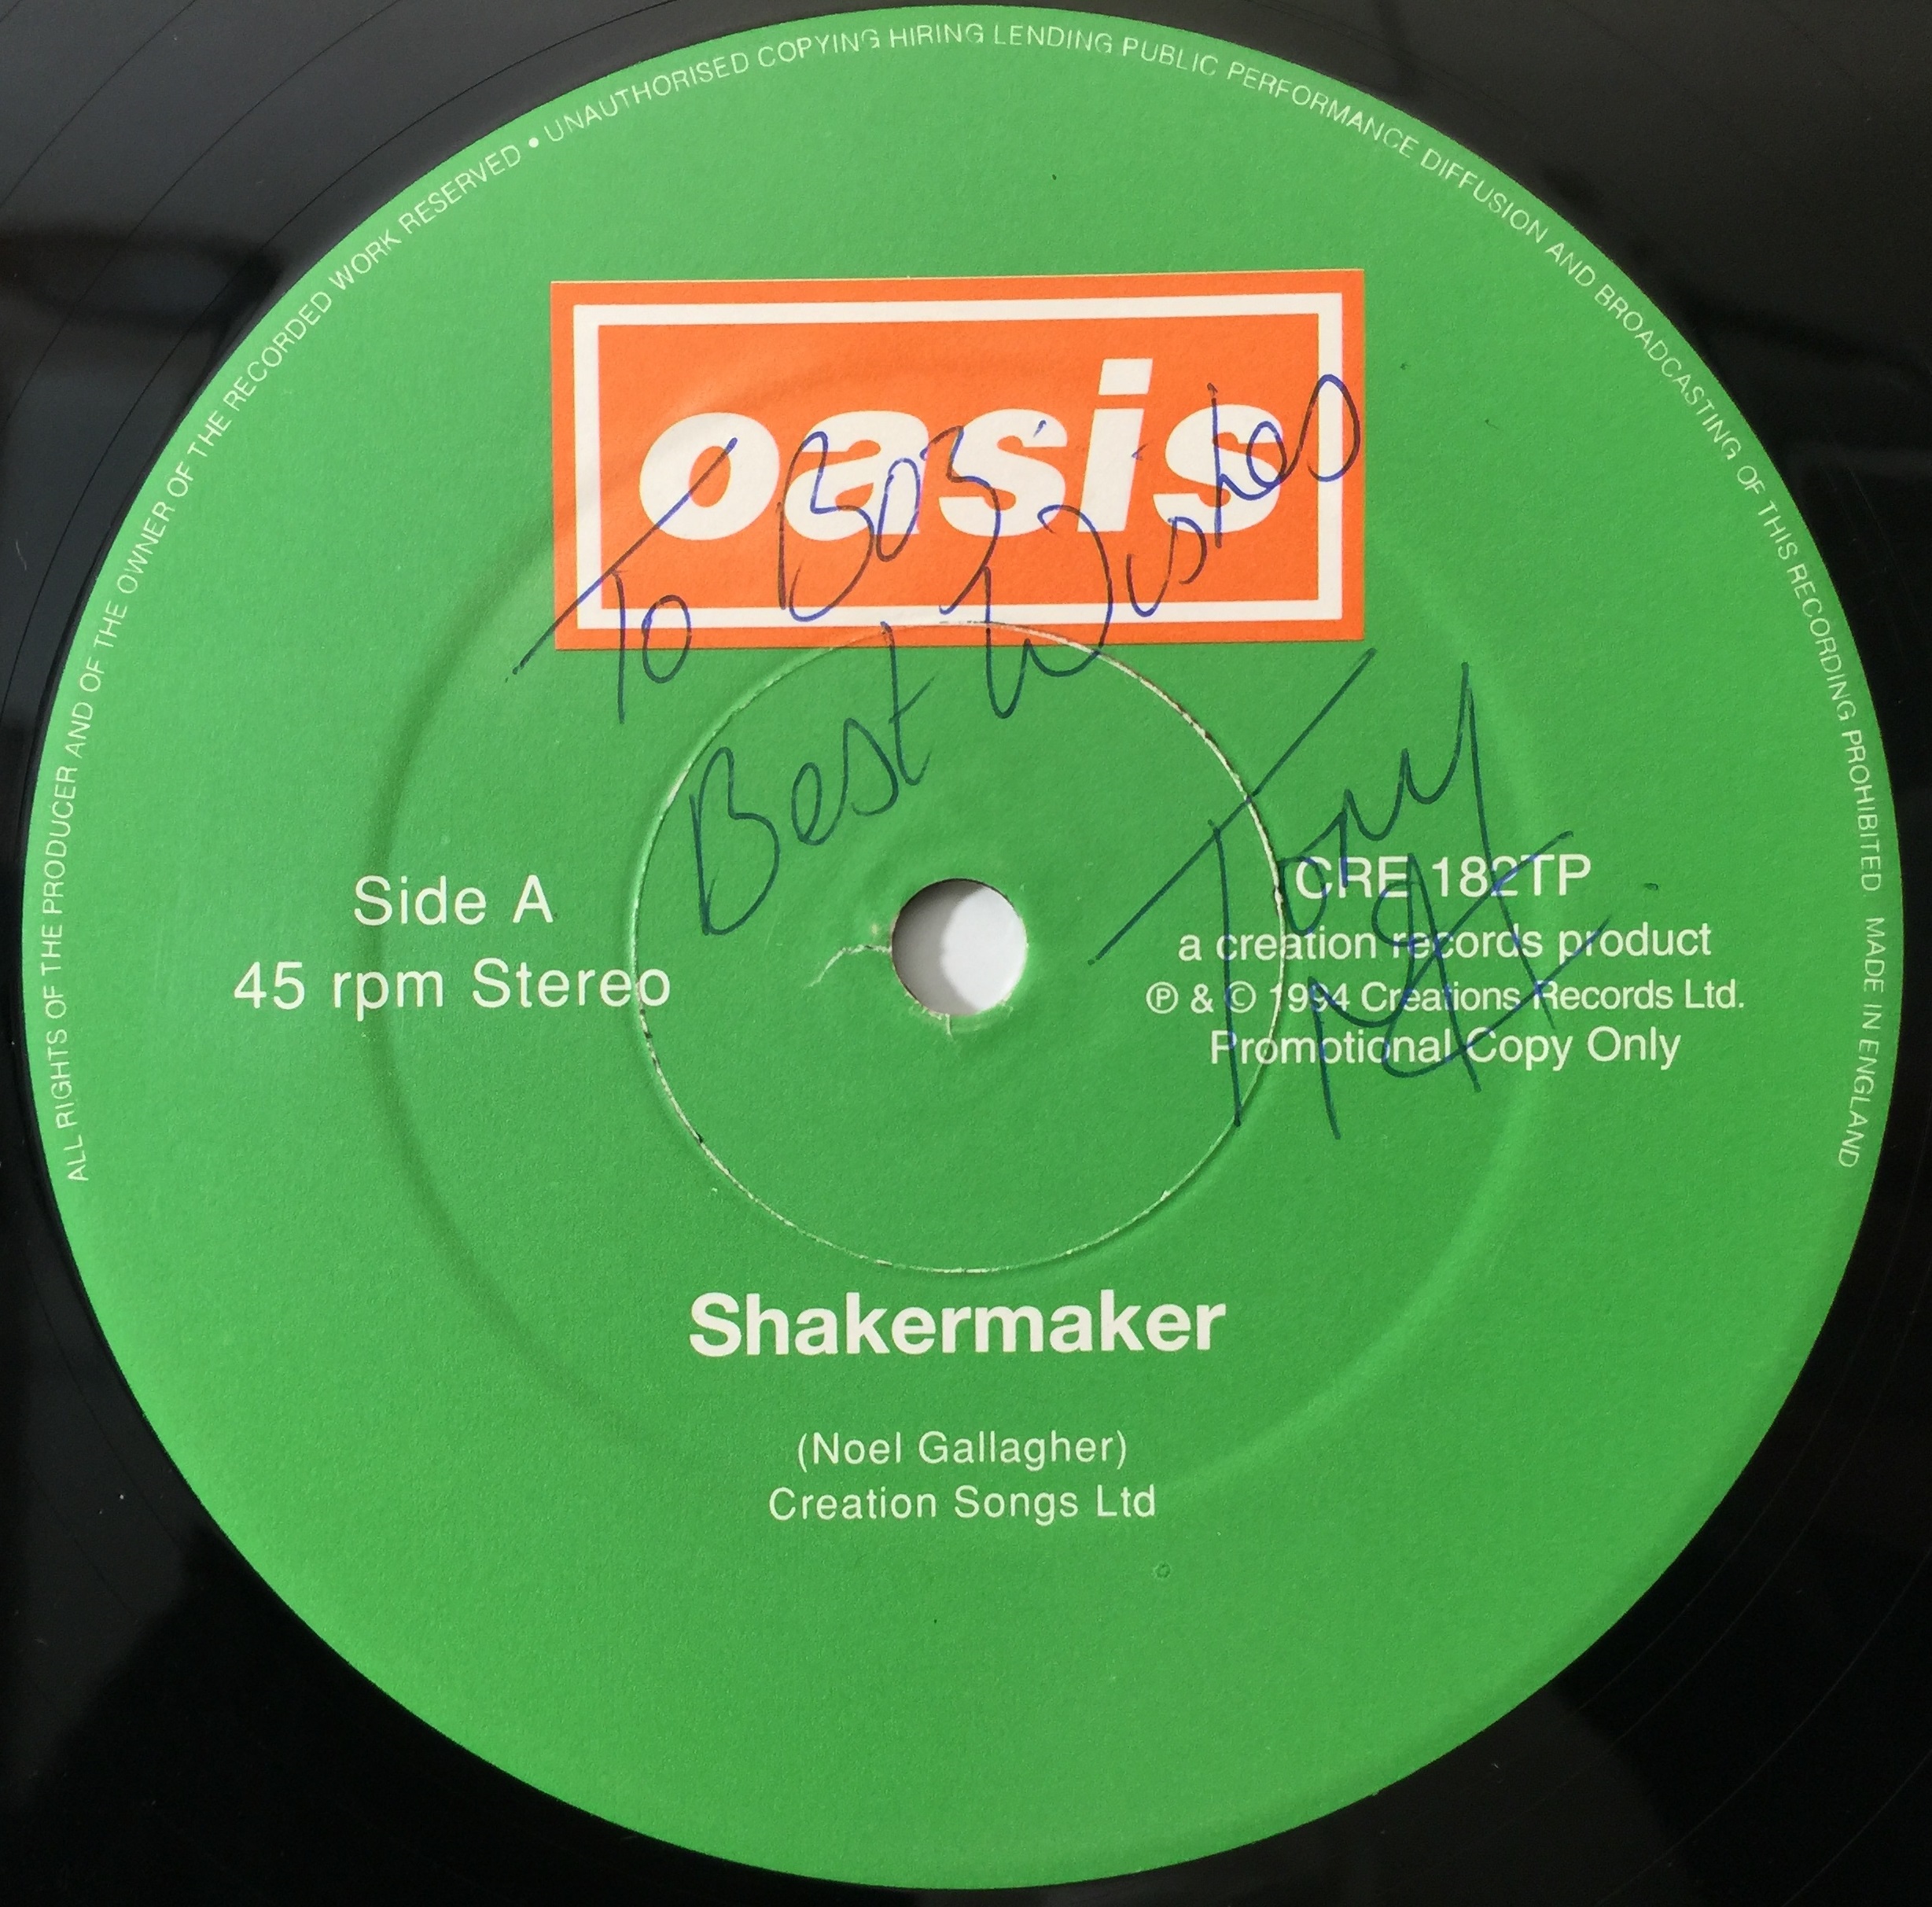 ALL RIGHTS OF THE PRODUCER AND OF THE OWNER OF THE RECORDED WORK RESERVED • UNAUTHORISED COPYING HIRING LENDING PUBLIC PERFORMANCE DIFFUSION AND BROADCASTING OF THIS RECORDING PROHIBITED. MADE IN ENGLAND
oasis
To Bob
Best Wishes
Tony
Side A
45 rpm Stereo
CRE 182TP
a creation records product
℗ & © 1994 Creations Records Ltd.
Promotional Copy Only
Shakermaker
(Noel Gallagher)
Creation Songs Ltd